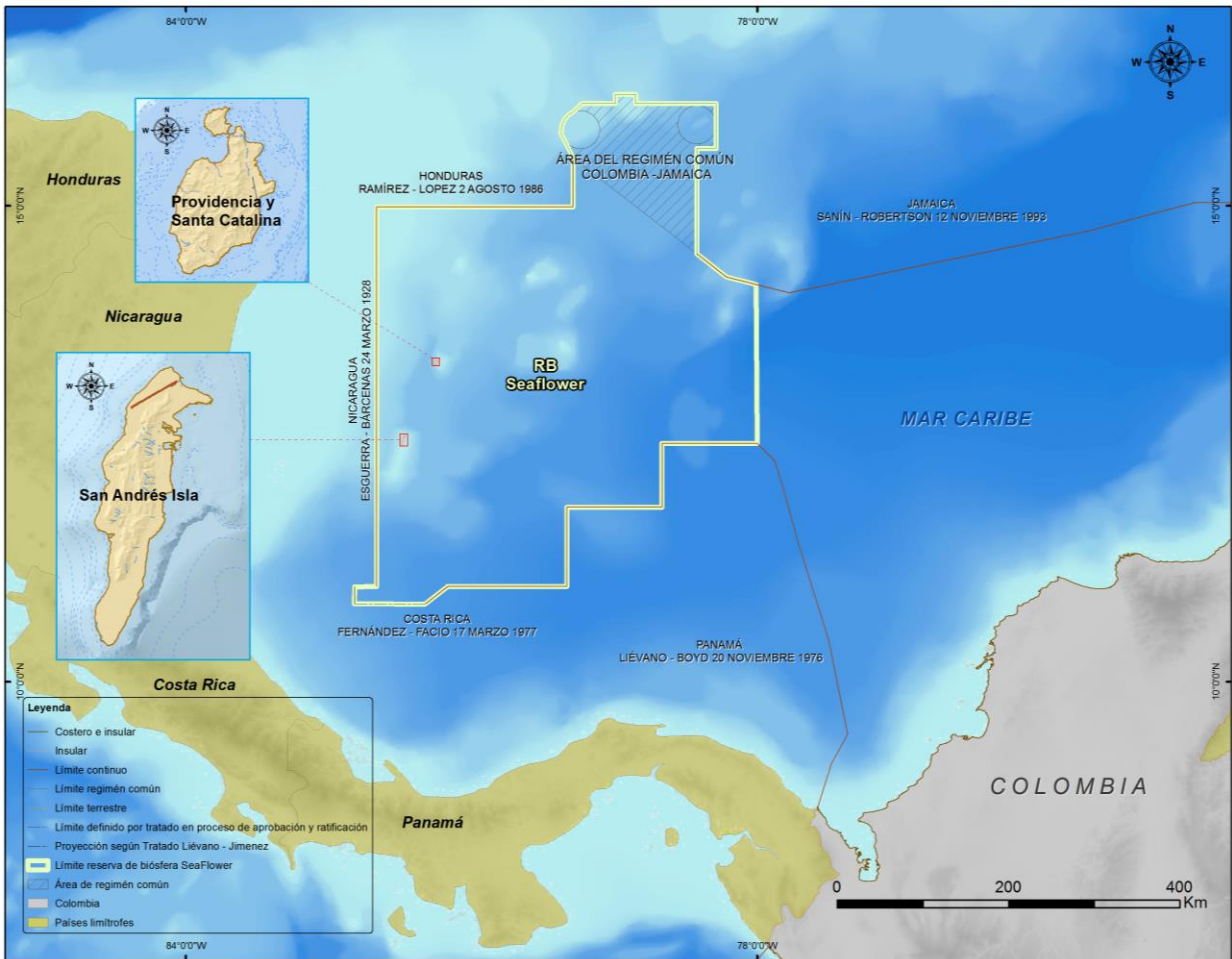 84°0'0"W
78°0'0"W
N
W
E
S
N
W
E
S
Providencia y
Santa Catalina
Honduras
HONDURAS
RAMÍREZ - LOPEZ 2 AGOSTO 1986
ÁREA DEL REGIMÉN COMÚN
COLOMBIA -JAMAICA
15°0'0"N
15°0'0"N
JAMAICA
SANÍN - ROBERTSON 12 NOVIEMBRE 1993
Nicaragua
NICARAGUA
ESGUERRA - BÁRCENAS 24 MARZO 1928
RB
Seaflower
MAR CARIBE
N
W
E
S
San Andrés Isla
COSTA RICA
FERNÁNDEZ - FACIO 17 MARZO 1977
PANAMÁ
LIÉVANO - BOYD 20 NOVIEMBRE 1976
10°0'0"N
10°0'0"N
Costa Rica
Panamá
COLOMBIA
Leyenda
Costero e insular
Insular
Límite continuo
Límite regimén común
Límite terrestre
Límite definido por tratado en proceso de aprobación y ratificación
Proyección según Tratado Liévano - Jimenez
Límite reserva de biósfera SeaFlower
Área de regimén común
Colombia
Países limítrofes
0 200 400
Km
84°0'0"W
78°0'0"W